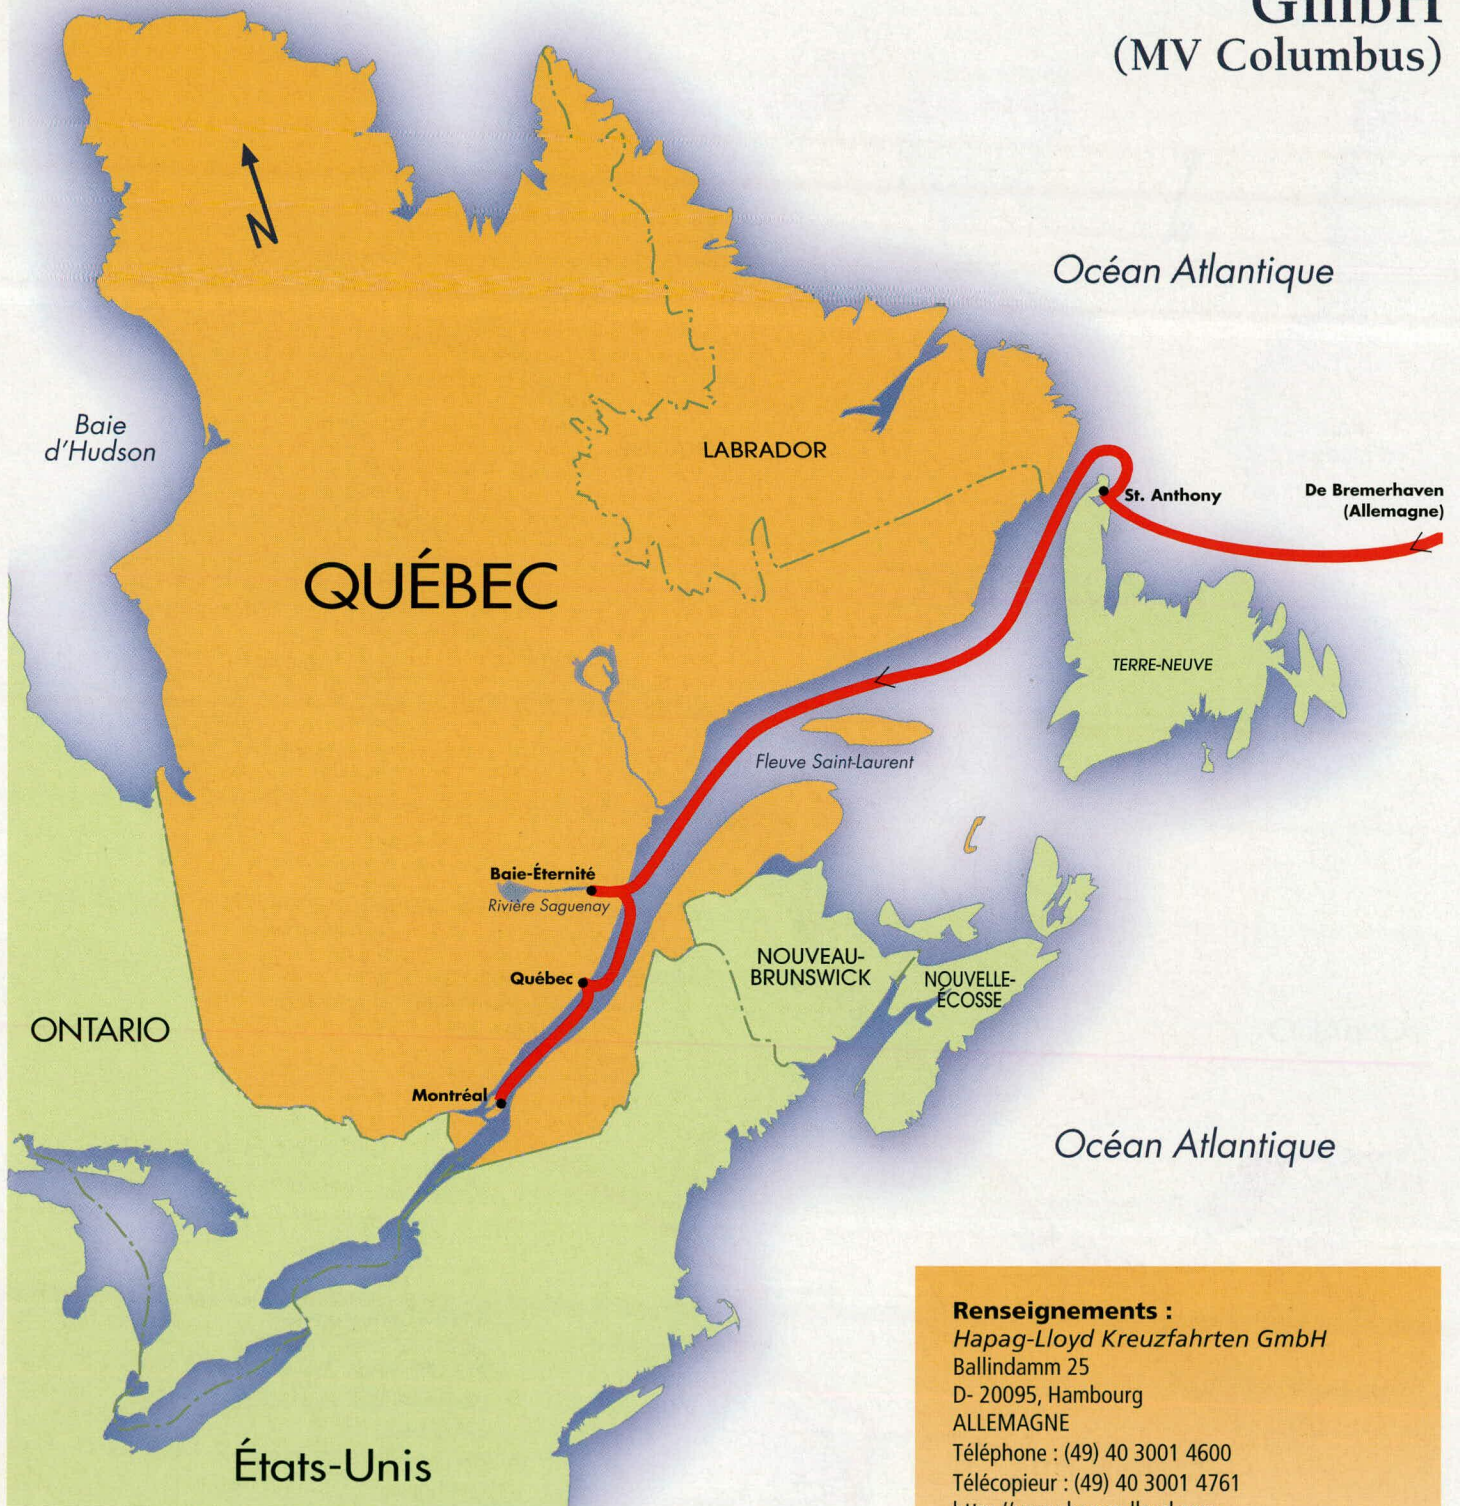 GmbH
(MV Columbus)
Océan Atlantique
Baie
d'Hudson
LABRADOR
St. Anthony
De Bremerhaven
(Allemagne)
QUÉBEC
TERRE-NEUVE
Fleuve Saint-Laurent
Baie-Éternité
Rivière Saguenay
Québec
NOUVEAU-
BRUNSWICK
NOUVELLE-
ÉCOSSE
ONTARIO
Montréal
Océan Atlantique
États-Unis
N
Renseignements :
Hapag-Lloyd Kreuzfahrten GmbH
Ballindamm 25
D- 20095, Hambourg
ALLEMAGNE
Téléphone : (49) 40 3001 4600
Télécopieur : (49) 40 3001 4761